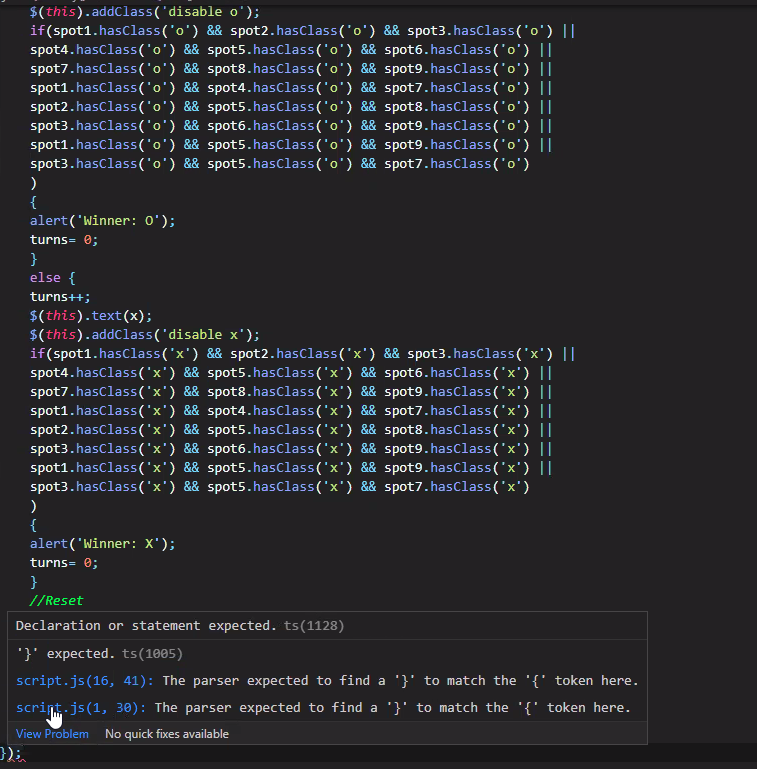 $(this).addClass('disable o');
if(spot1.hasClass('o') && spot2.hasClass('o') && spot3.hasClass('o') ||
spot4.hasClass('o') && spot5.hasClass('o') && spot6.hasClass('o') ||
spot7.hasClass('o') && spot8.hasClass('o') && spot9.hasClass('o') ||
spot1.hasClass('o') && spot4.hasClass('o') && spot7.hasClass('o') ||
spot2.hasClass('o') && spot5.hasClass('o') && spot8.hasClass('o') ||
spot3.hasClass('o') && spot6.hasClass('o') && spot9.hasClass('o') ||
spot1.hasClass('o') && spot5.hasClass('o') && spot9.hasClass('o') ||
spot3.hasClass('o') && spot5.hasClass('o') && spot7.hasClass('o')
)
{
alert('Winner: O');
turns= 0;
}
else {
turns++;
$(this).text(x);
$(this).addClass('disable x');
if(spot1.hasClass('x') && spot2.hasClass('x') && spot3.hasClass('x') ||
spot4.hasClass('x') && spot5.hasClass('x') && spot6.hasClass('x') ||
spot7.hasClass('x') && spot8.hasClass('x') && spot9.hasClass('x') ||
spot1.hasClass('x') && spot4.hasClass('x') && spot7.hasClass('x') ||
spot2.hasClass('x') && spot5.hasClass('x') && spot8.hasClass('x') ||
spot3.hasClass('x') && spot6.hasClass('x') && spot9.hasClass('x') ||
spot1.hasClass('x') && spot5.hasClass('x') && spot9.hasClass('x') ||
spot3.hasClass('x') && spot5.hasClass('x') && spot7.hasClass('x')
)
{
alert('Winner: X');
turns= 0;
}
//Reset
Declaration or statement expected. ts(1128)
'}' expected. ts(1005)
script.js(16, 41): The parser expected to find a '}' to match the '{' token here.
script.js(1, 30): The parser expected to find a '}' to match the '{' token here.
View Problem No quick fixes available
});